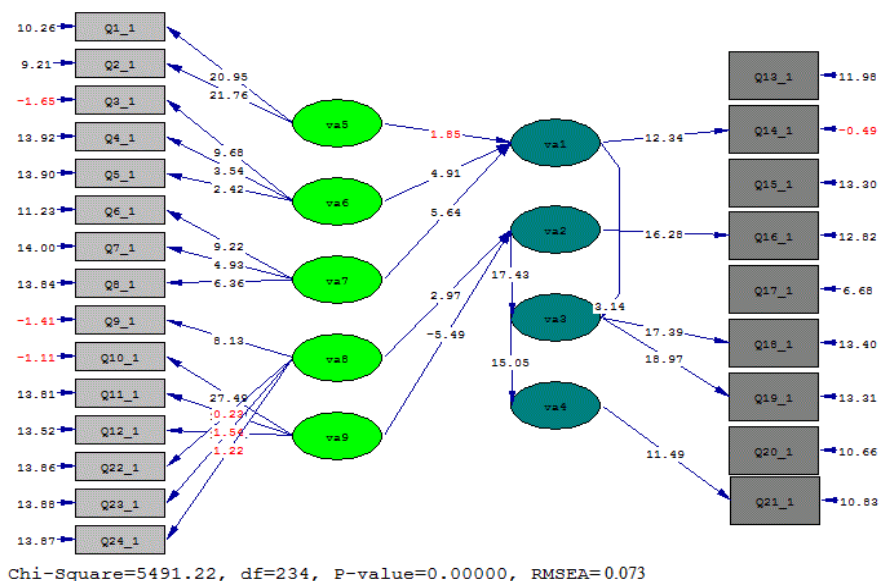 10.26 Q1_1
9.21 Q2_1
-1.65 Q3_1
13.92 Q4_1
13.90 Q5_1
11.23 Q6_1
14.00 Q7_1
13.84 Q8_1
-1.41 Q9_1
-1.11 Q10_1
13.81 Q11_1
13.52 Q12_1
13.86 Q22_1
13.88 Q23_1
13.87 Q24_1
20.95
21.76
9.68
3.54
2.42
9.22
4.93
6.36
8.13
27.49
0.23
1.54
1.22
va5
va6
va7
va8
va9
1.85
4.91
5.64
2.97
-5.49
va1
va2
va3
va4
17.43
15.05
3.14
12.34
16.28
17.39
18.97
11.49
Q13_1 11.98
Q14_1 -0.49
Q15_1 13.30
Q16_1 12.82
Q17_1 6.68
Q18_1 13.40
Q19_1 13.31
Q20_1 10.66
Q21_1 10.83
Chi-Square=5491.22, df=234, P-value=0.00000, RMSEA=0.073